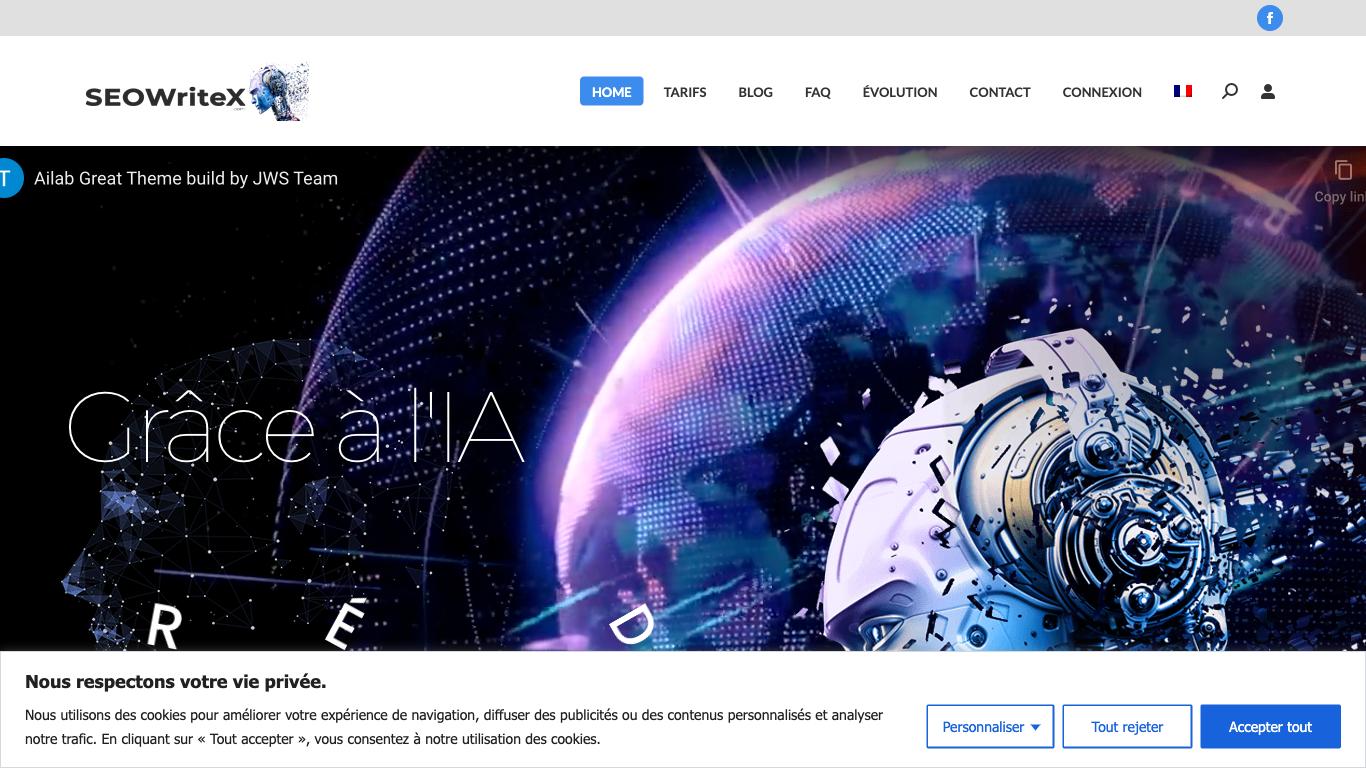 f
SEOWriteX
HOME
TARIFS
BLOG
FAQ
ÉVOLUTION
CONTACT
CONNEXION
T
Ailab Great Theme build by JWS Team
Copy lin
Grâce à l'IA
R É D
Nous respectons votre vie privée.
Nous utilisons des cookies pour améliorer votre expérience de navigation, diffuser des publicités ou des contenus personnalisés et analyser
notre trafic. En cliquant sur « Tout accepter », vous consentez à notre utilisation des cookies.
Personnaliser
Tout rejeter
Accepter tout